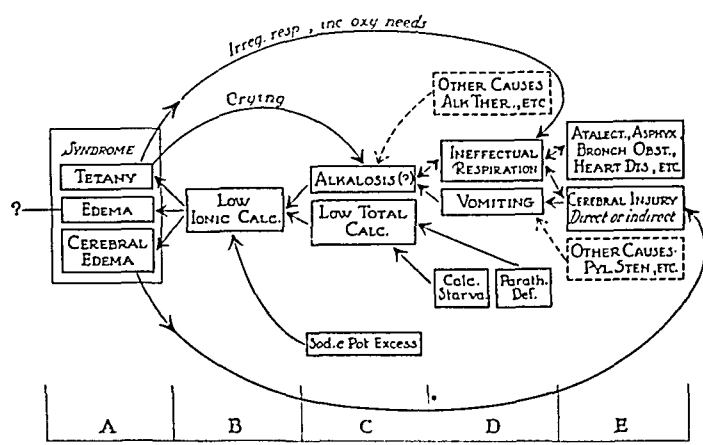 Irreg. resp, inc oxy needs
Crying
OTHER CAUSES
ALK THER., ETC
SYNDROME
TETANY
?
EDEMA
CEREBRAL
EDEMA
LOW
IONIC CALC.
ALKALOSIS (?)
LOW TOTAL
CALC.
INEFFECTUAL
RESPIRATION
VOMITING
ATALECT., ASPHYX
BRONCH OBST.,
HEART DIS, ETC.
CEREBRAL INJURY
Direct or indirect
OTHER CAUSES-
PYL. STEN, ETC.
Calc.
Starva.
Parath.
Def.
Sod. e Pot Excess
A B C D E